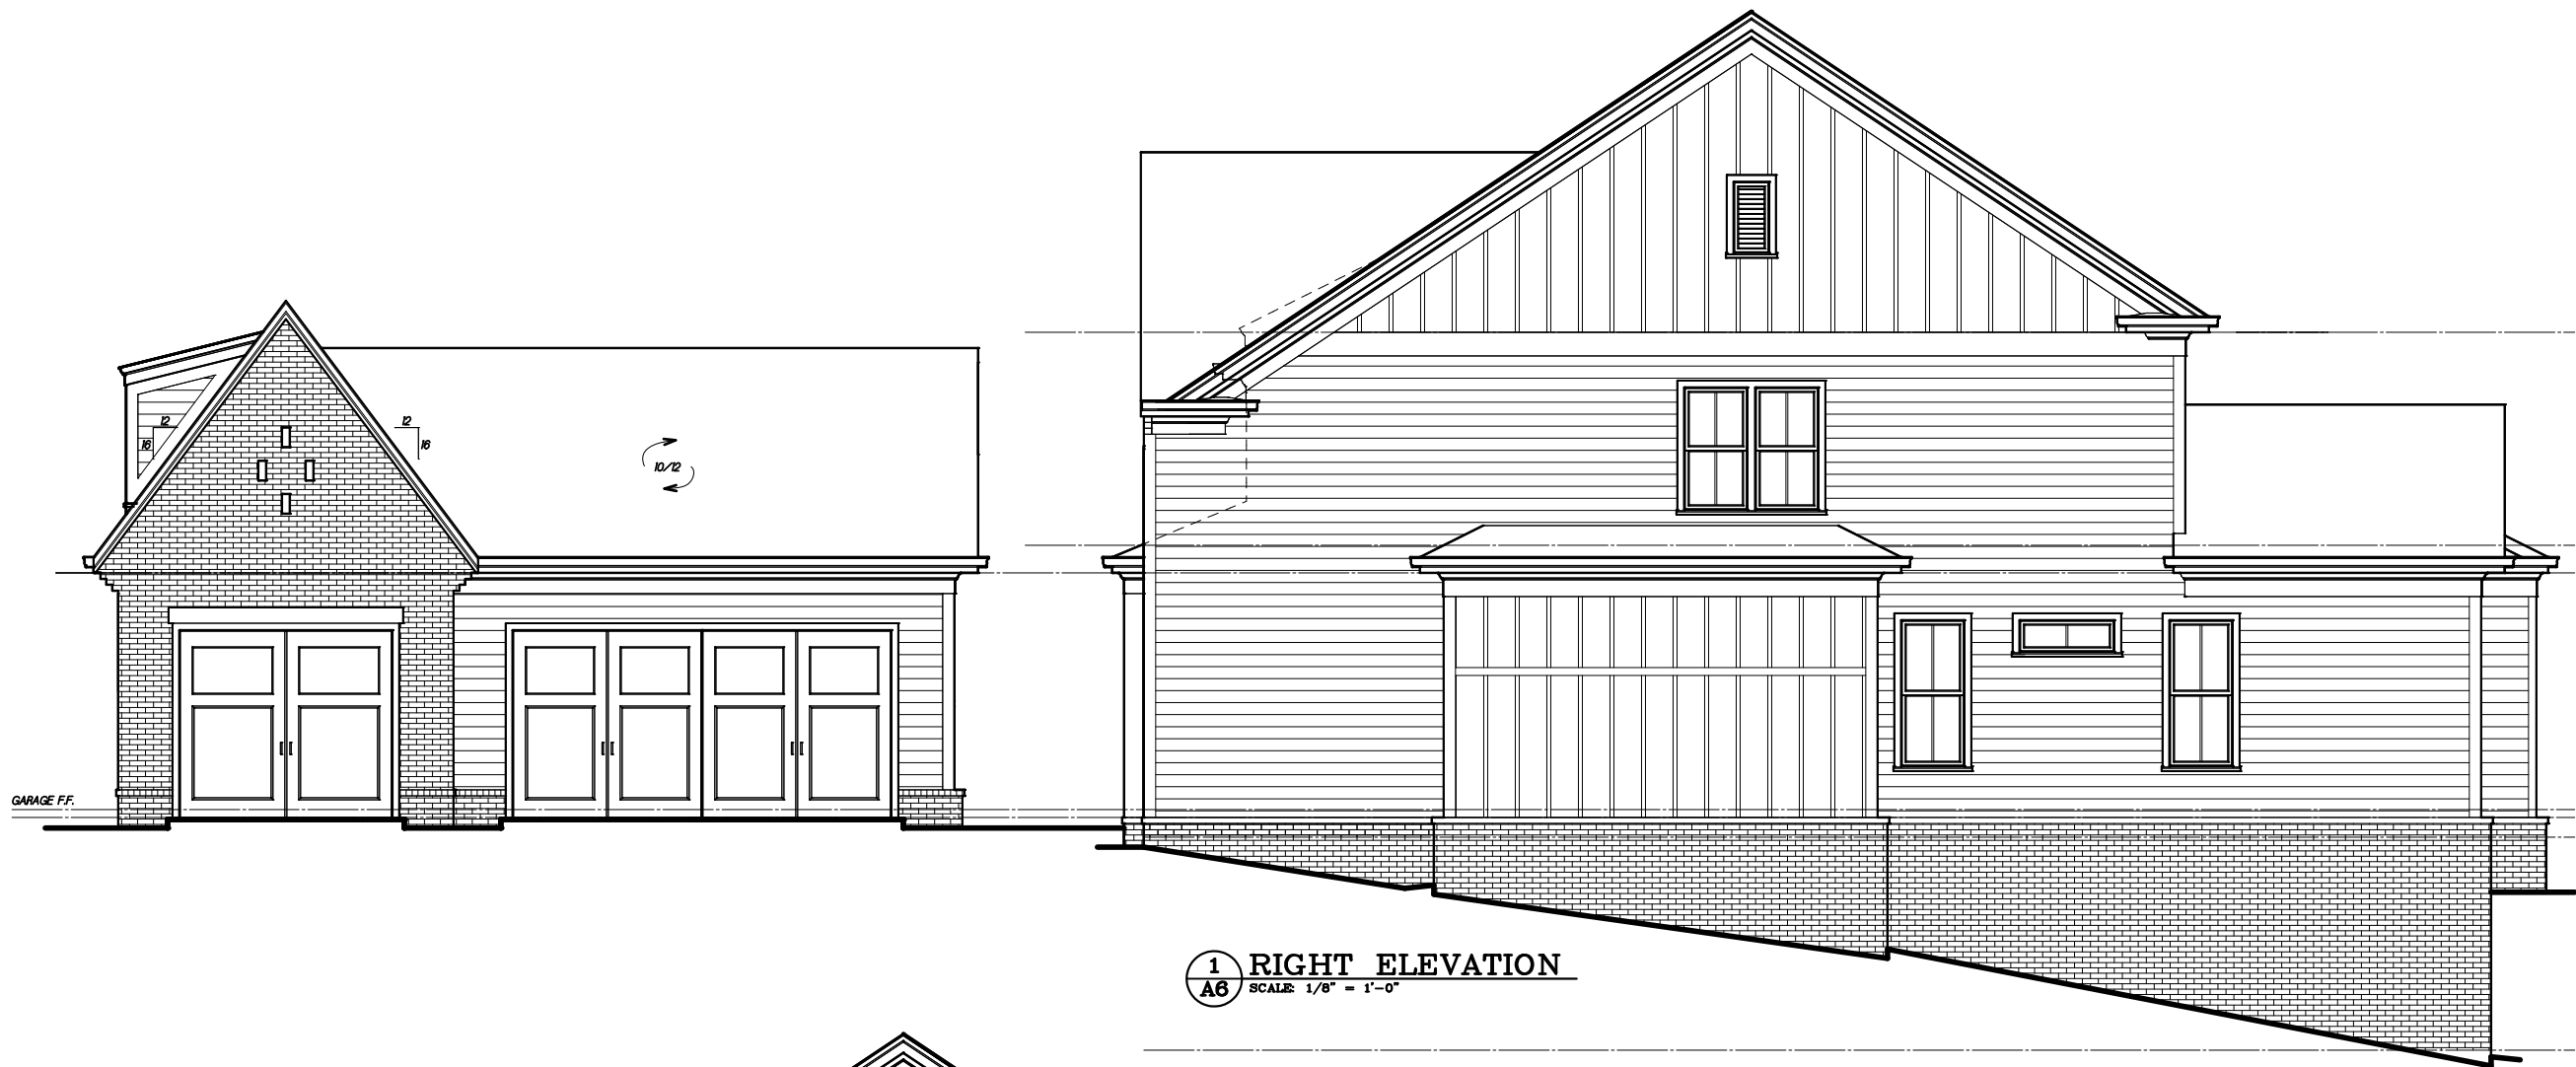 12
16
12
16
10/12
GARAGE F.F.
1
A6
RIGHT ELEVATION
SCALE: 1/8" = 1'-0"